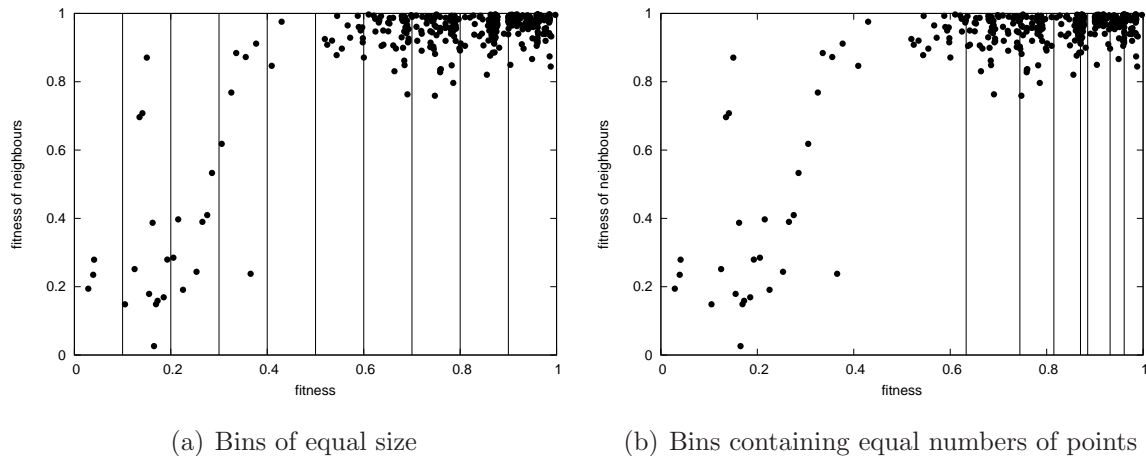 1
0.8
0.6
0.4
0.2
0
fitness of neighbours
0 0.2 0.4 0.6 0.8 1
fitness
(a) Bins of equal size
1
0.8
0.6
0.4
0.2
0
fitness of neighbours
0 0.2 0.4 0.6 0.8 1
fitness
(b) Bins containing equal numbers of points